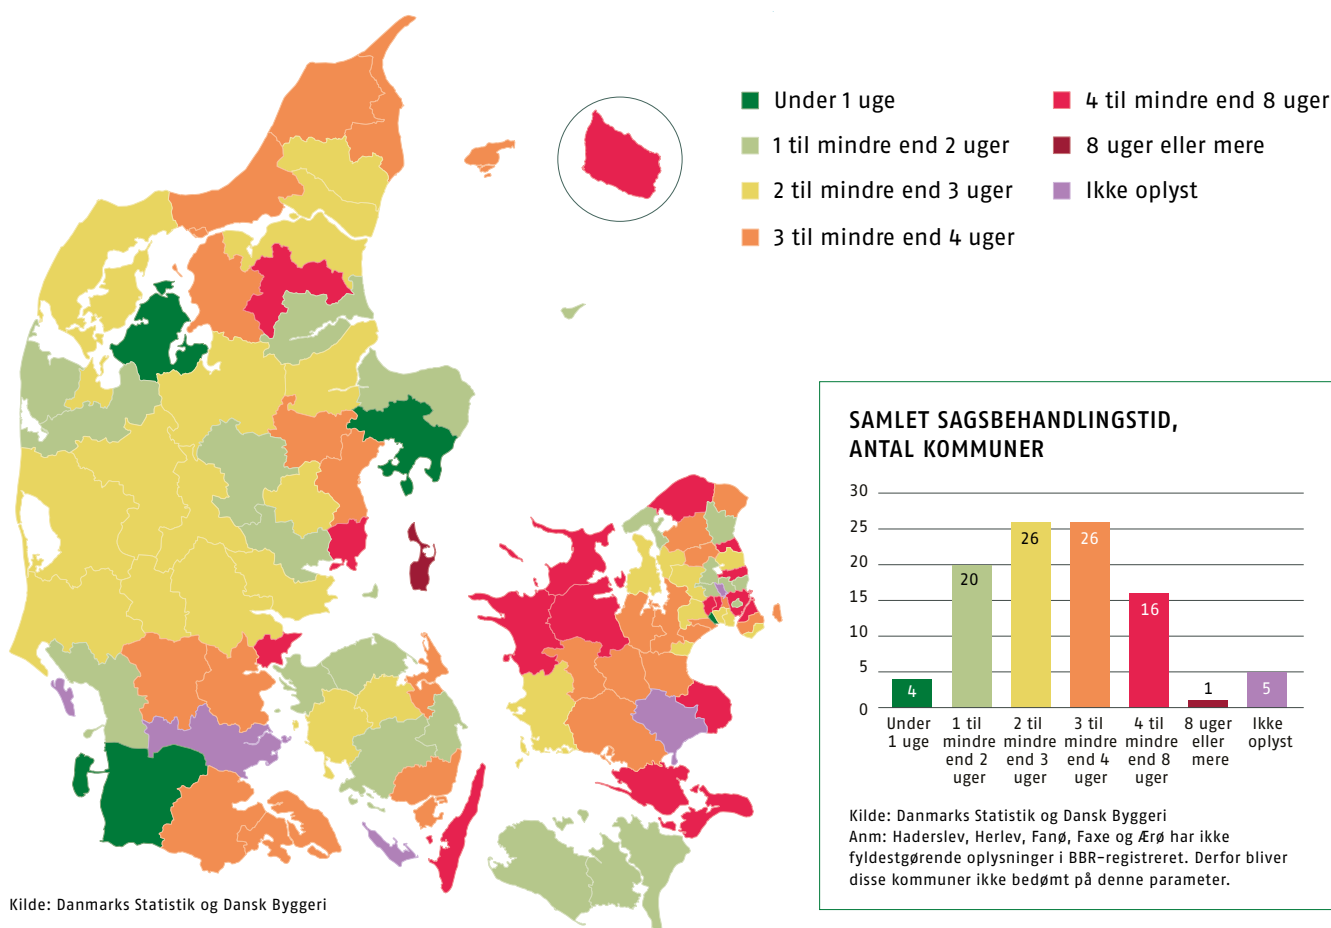 Under 1 uge
1 til mindre end 2 uger
2 til mindre end 3 uger
3 til mindre end 4 uger
4 til mindre end 8 uger
8 uger eller mere
Ikke oplyst
SAMLET SAGSBEHANDLINGSTID,
ANTAL KOMMUNER
30
25
20
15
10
5
0
4
20
26
26
16
1
5
Under
1 uge
1 til
mindre
end 2
uger
2 til
mindre
end 3
uger
3 til
mindre
end 4
uger
4 til
mindre
end 8
uger
8 uger
eller
mere
Ikke
oplyst
Kilde: Danmarks Statistik og Dansk Byggeri
Anm: Haderslev, Herlev, Fanø, Faxe og Ærø har ikke
fyldestgørende oplysninger i BBR-registreret. Derfor bliver
disse kommuner ikke bedømt på denne parameter.
Kilde: Danmarks Statistik og Dansk Byggeri